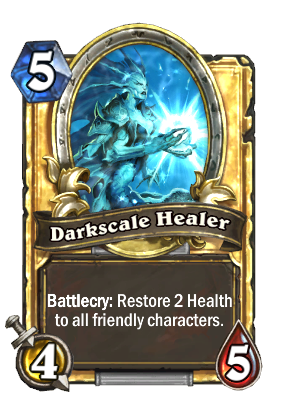 5
Darkscale Healer
Battlecry: Restore 2 Health
to all friendly characters.
4
5